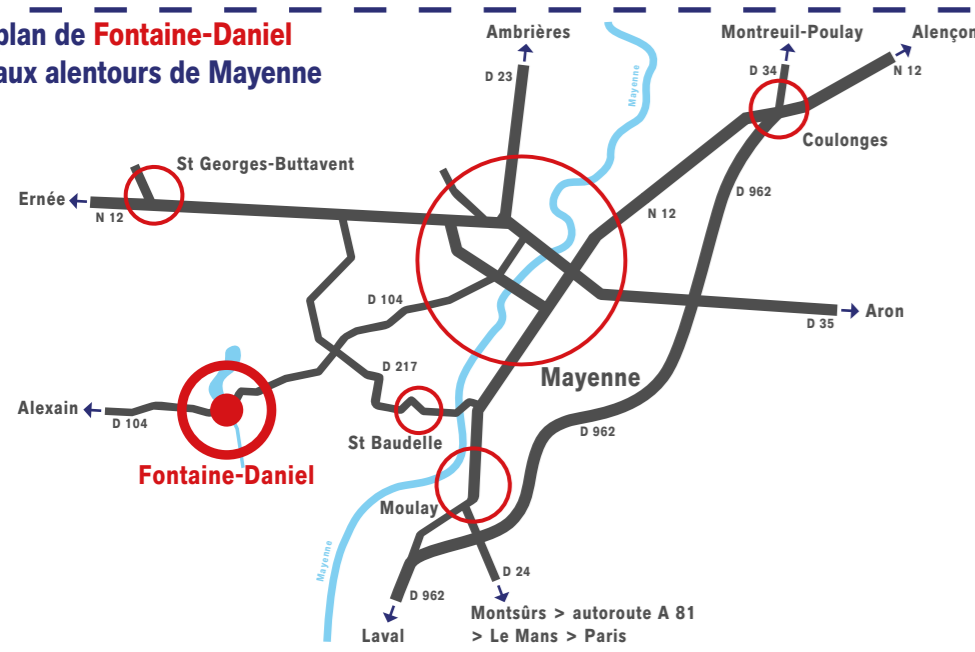 plan de Fontaine-Daniel
aux alentours de Mayenne
Ambrières
Montreuil-Poulay
Alençon
D 23
Mayenne
D 34
N 12
Coulonges
St Georges-Buttavent
D 962
Ernée
N 12
N 12
D 104
Aron
D 35
D 217
Mayenne
Alexain
D 104
St Baudelle
D 962
Fontaine-Daniel
Moulay
Mayenne
D 24
D 962
Montsûrs > autoroute A 81
> Le Mans > Paris
Laval